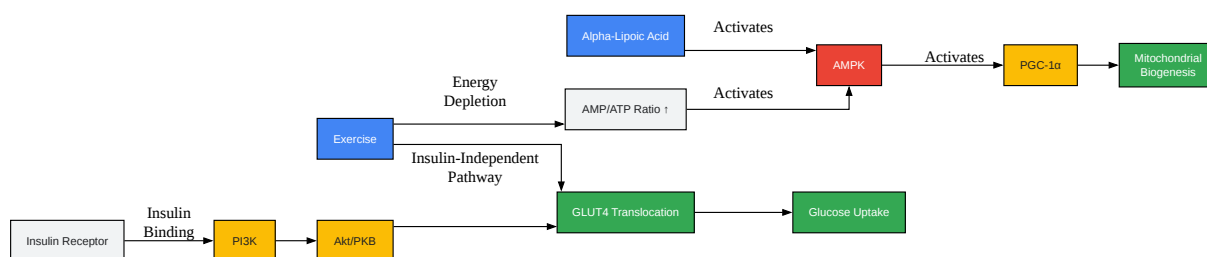 Alpha-Lipoic Acid
Activates
AMPK
Activates
PGC-1α
Mitochondrial
Biogenesis
Energy
Depletion
AMP/ATP Ratio ↑
Activates
Exercise
Insulin-Independent
Pathway
GLUT4 Translocation
Glucose Uptake
Insulin Receptor
Insulin
Binding
PI3K
Akt/PKB